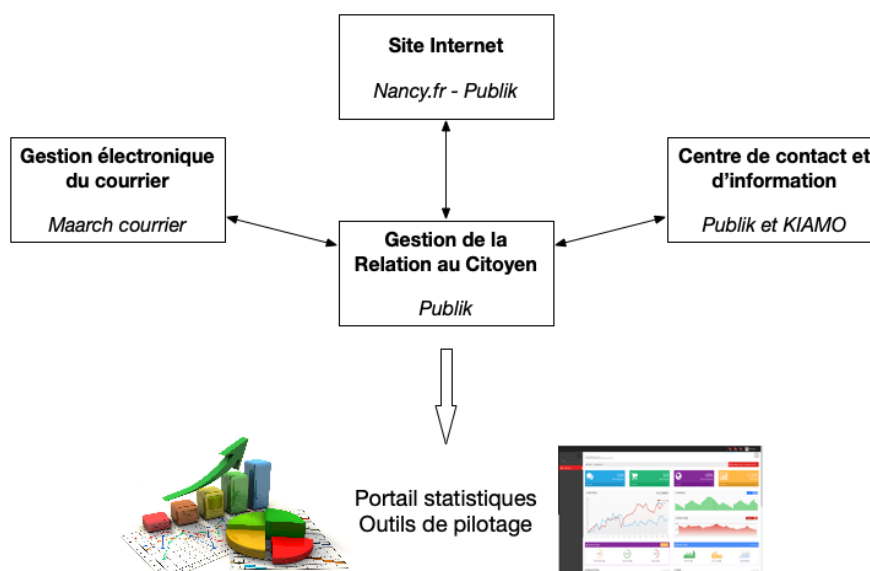 Site Internet
Nancy.fr - Publik
Gestion électronique
du courrier
Maarch courrier
Centre de contact et
d'information
Publik et KIAMO
Gestion de la
Relation au Citoyen
Publik
Portail statistiques
Outils de pilotage